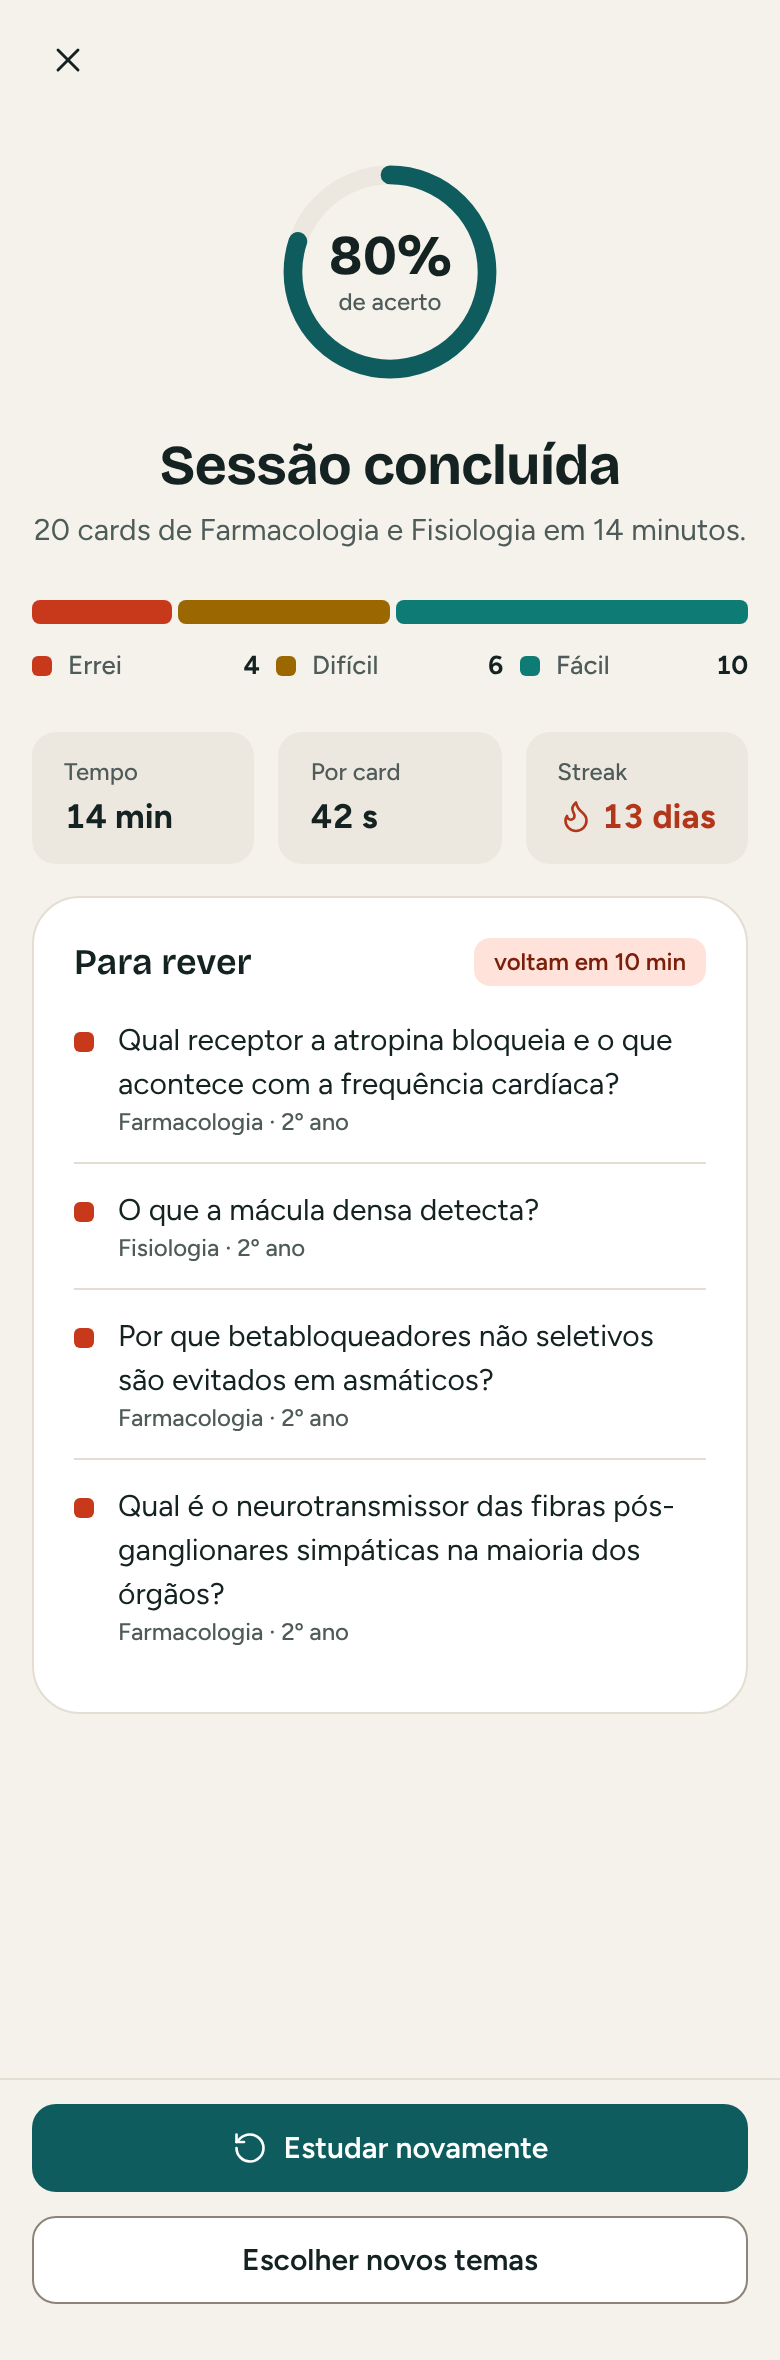 80%
de acerto
Sessão concluída
20 cards de Farmacologia e Fisiologia em 14 minutos.
Errei 4 Difícil 6 Fácil 10
Tempo Por card Streak
14 min 42 s 13 dias
Para rever voltam em 10 min
Qual receptor a atropina bloqueia e o que
acontece com a frequência cardíaca?
Farmacologia · 2º ano
O que a mácula densa detecta?
Fisiologia · 2º ano
Por que betabloqueadores não seletivos
são evitados em asmáticos?
Farmacologia · 2º ano
Qual é o neurotransmissor das fibras pós-
ganglionares simpáticas na maioria dos
órgãos?
Farmacologia · 2º ano
Estudar novamente
Escolher novos temas